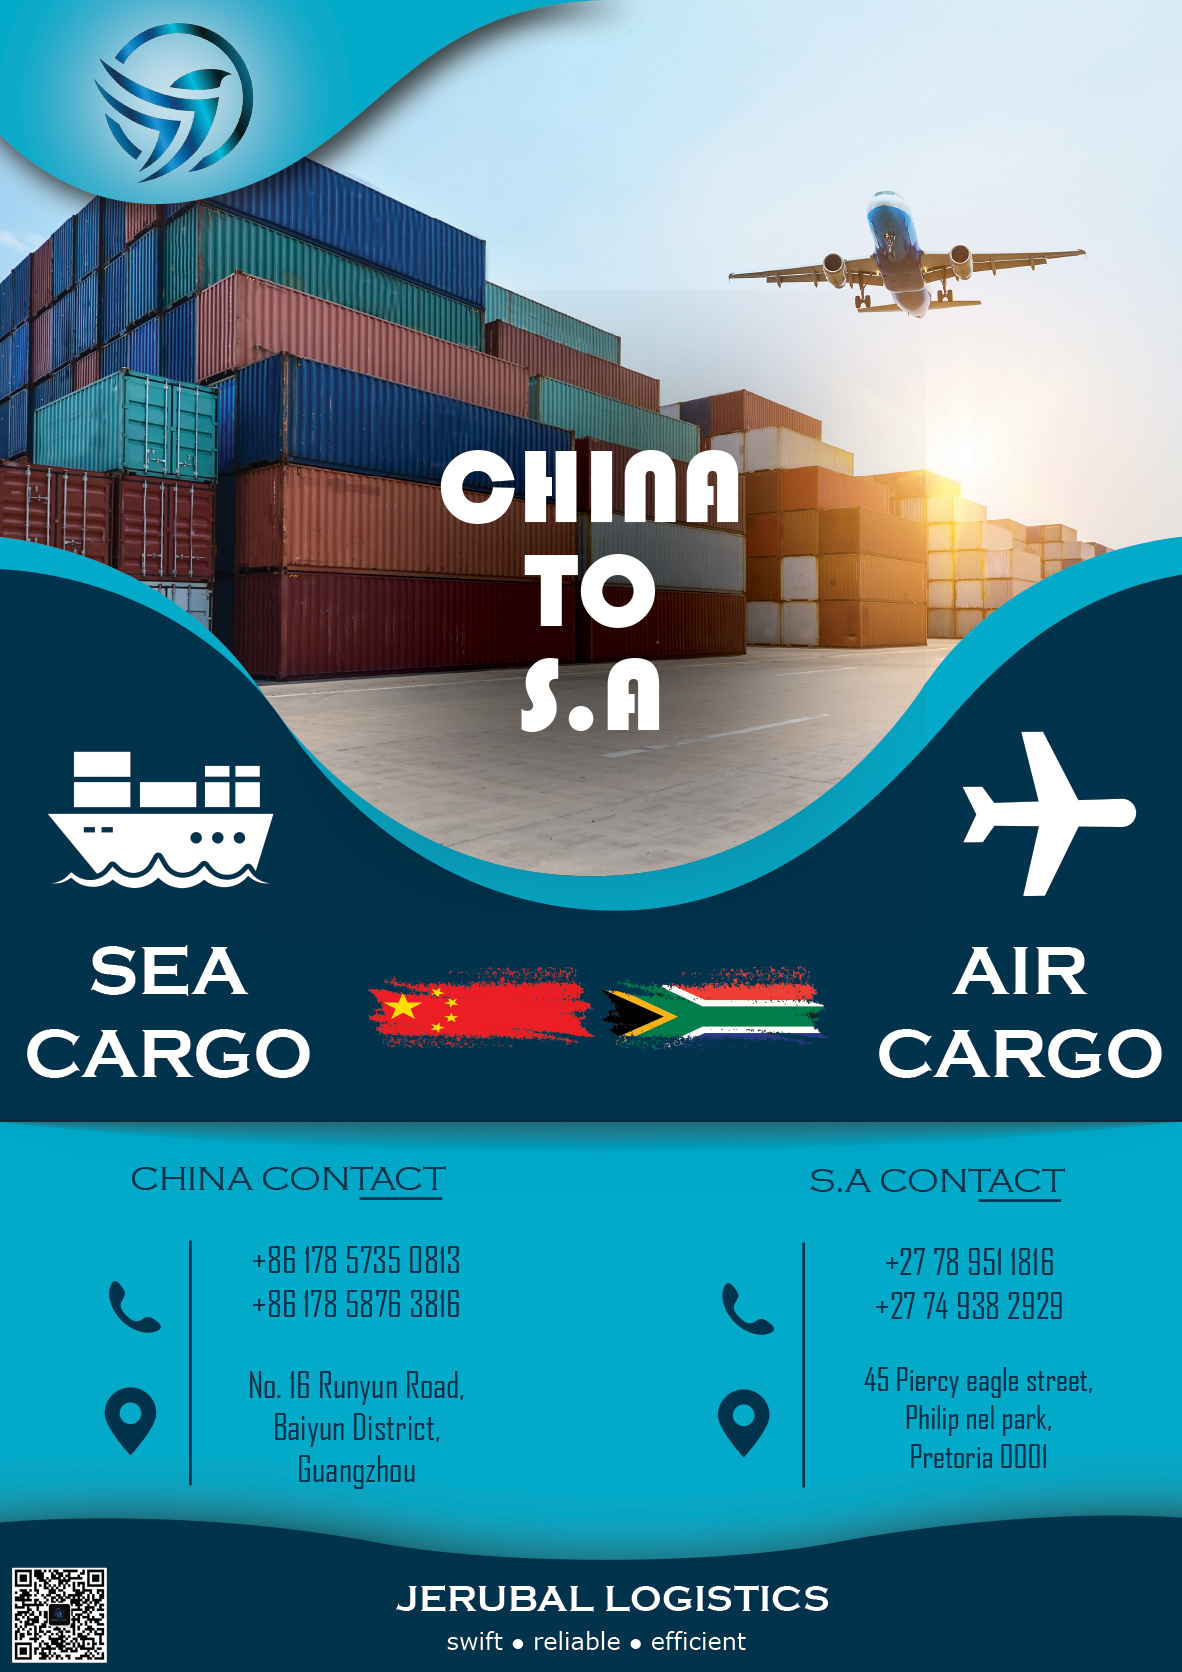 CHINA
TO
S.A
SEA
CARGO
AIR
CARGO
CHINA CONTACT
+86 178 5735 0813
+86 178 5876 3816
No. 16 Runyun Road,
Baiyun District,
Guangzhou
S.A CONTACT
+27 78 951 1816
+27 74 938 2929
45 Piercy eagle street,
Philip nel park,
Pretoria 0001
JERUBAL LOGISTICS
swift ● reliable ● efficient